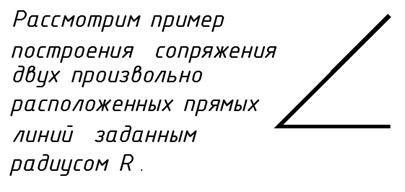 Рассмотрим пример
построения сопряжения
двух произвольно
расположенных прямых
линий заданным
радиусом R .